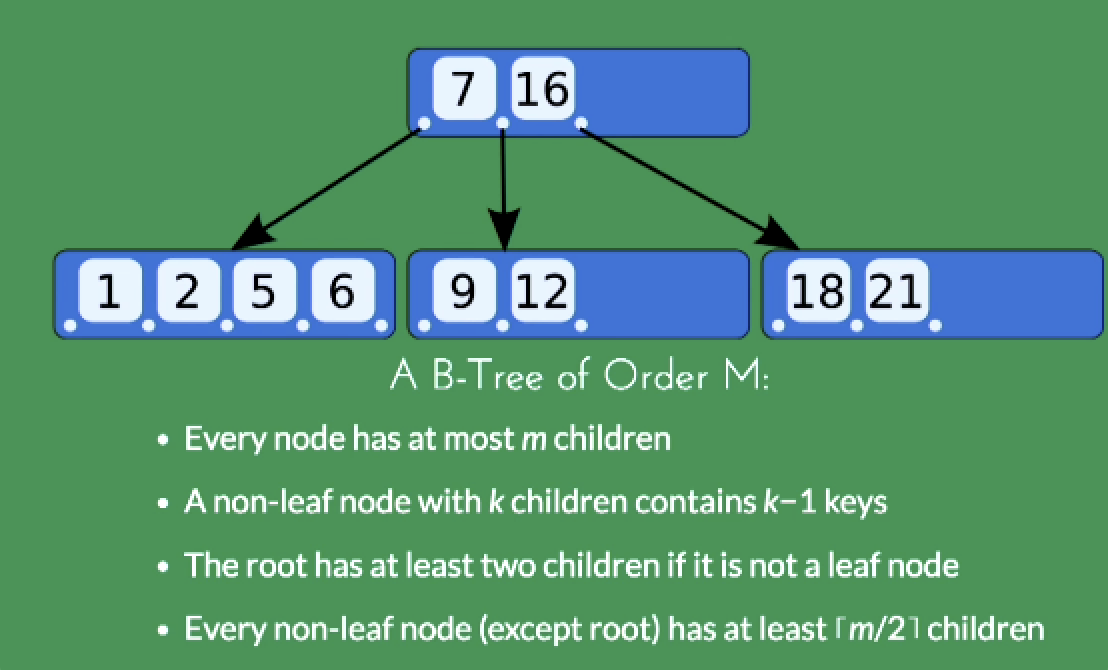 7 16
1 2 5 6 9 12 18 21
A B-Tree of Order M:
• Every node has at most m children
• A non-leaf node with k children contains k−1 keys
• The root has at least two children if it is not a leaf node
• Every non-leaf node (except root) has at least ⌈m/2⌉ children